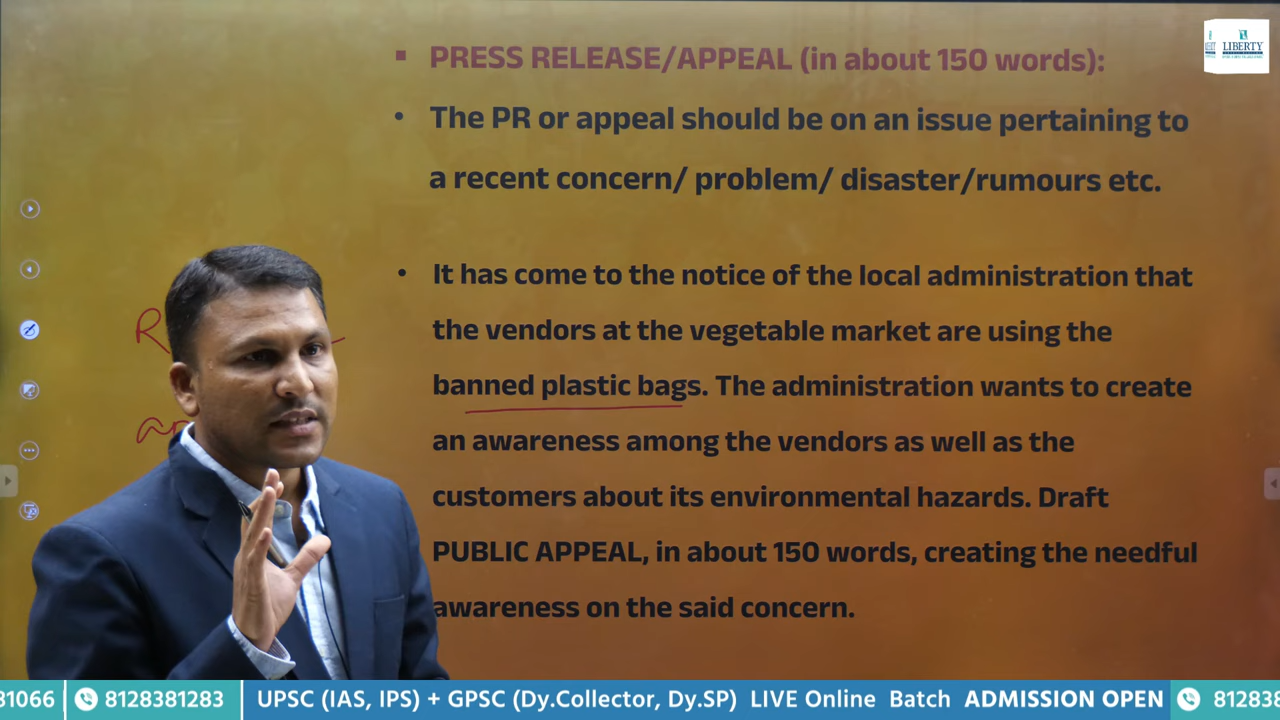 PRESS RELEASE/APPEAL (in about 150 words):
LIBERTY
The PR or appeal should be on an issue pertaining to
a recent concern/ problem/ disaster/rumours etc.
It has come to the notice of the local administration that
the vendors at the vegetable market are using the
banned plastic bags. The administration wants to create
an awareness among the vendors as well as the
customers about its environmental hazards. Draft
PUBLIC APPEAL, in about 150 words, creating the needful
awareness on the said concern.
81066 8128381283 UPSC (IAS, IPS) + GPSC (Dy.Collector, Dy.SP) LIVE Online Batch ADMISSION OPEN 81283